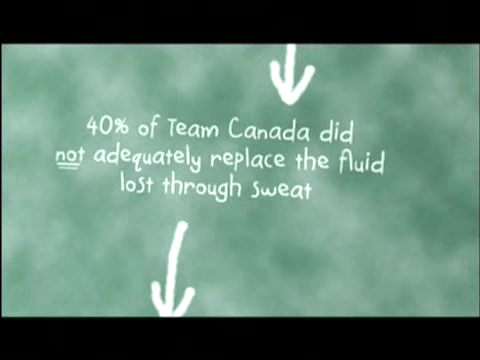 40% of Team Canada did
not adequately replace the fluid
lost through sweat